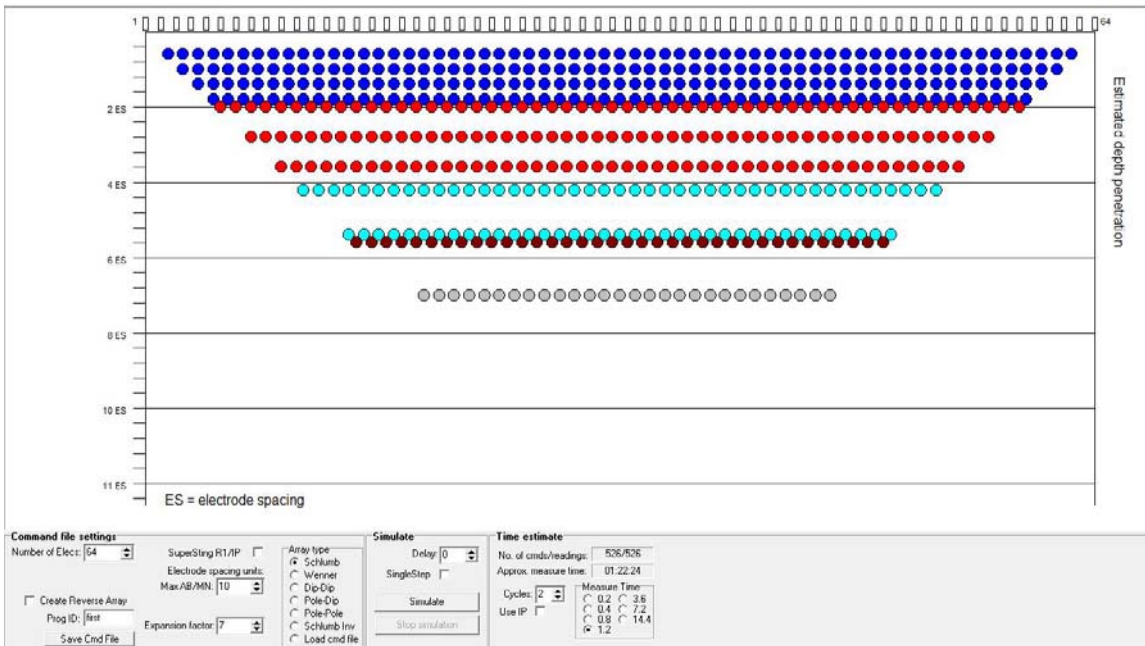 1 64
2 ES
4 ES
6 ES
8 ES
10 ES
11 ES
Estimated depth penetration
ES = electrode spacing
Command file settings
Number of Elecs: 64
SuperSting R1/IP
Electrode spacing units:
Max AB/MN: 10
Create Reverse Array
Prog ID: first
Expansion factor: 7
Save Cmd File
Array type
Schlumb
Wenner
Dip-Dip
Pole-Dip
Pole-Pole
Schlumb Inv
Load cmd file
Simulate
Delay: 0
SingleStep
Simulate
Stop simulation
Time estimate
No. of cmds/readings: 526/526
Approx. measure time: 01:22:24
Cycles: 2
Use IP
Measure Time
0.2 3.6
0.4 7.2
0.8 14.4
1.2